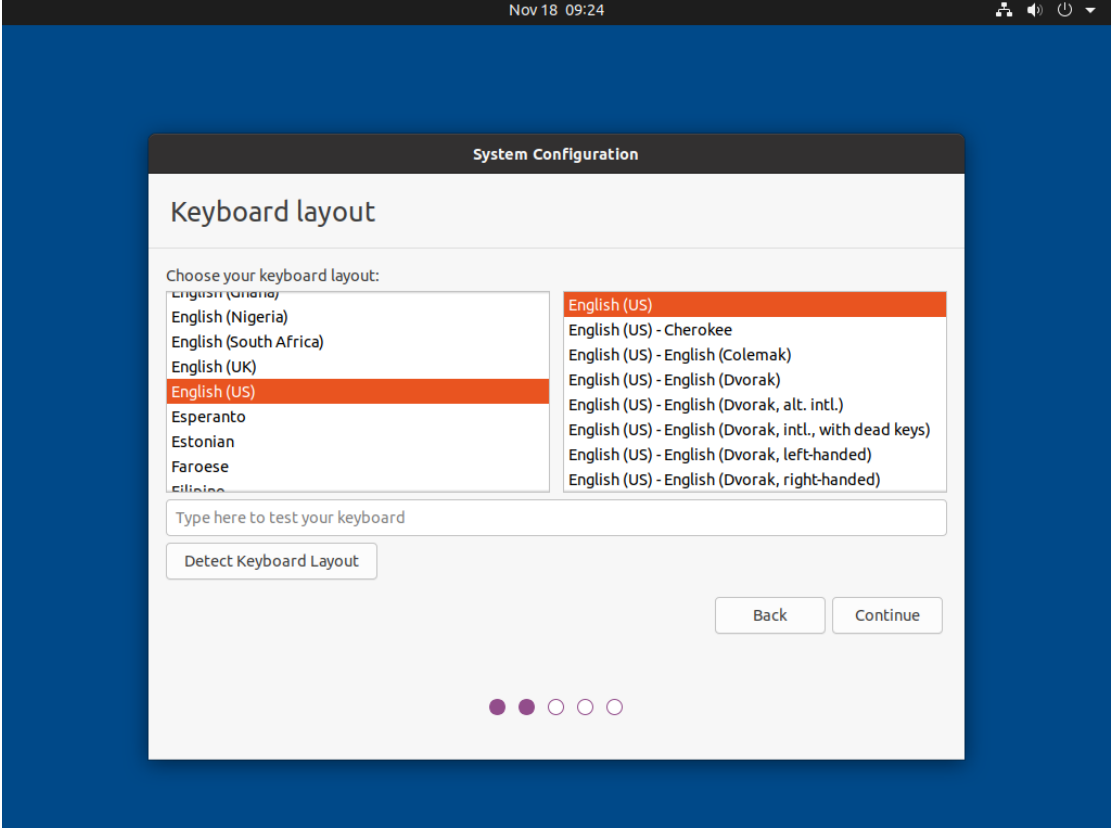 Nov 18 09:24
System Configuration
Keyboard layout
Choose your keyboard layout:
English (Ghana)
English (Nigeria)
English (South Africa)
English (UK)
English (US)
Esperanto
Estonian
Faroese
Filipino
English (US)
English (US) - Cherokee
English (US) - English (Colemak)
English (US) - English (Dvorak)
English (US) - English (Dvorak, alt. intl.)
English (US) - English (Dvorak, intl., with dead keys)
English (US) - English (Dvorak, left-handed)
English (US) - English (Dvorak, right-handed)
Type here to test your keyboard
Detect Keyboard Layout
Back
Continue